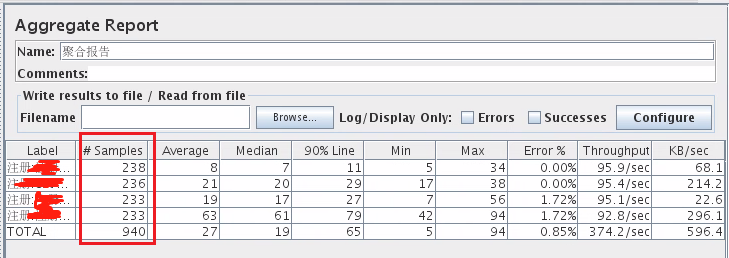 Aggregate Report
Name: 聚合报告
Comments:
Write results to file / Read from file
Filename Browse... Log/Display Only: Errors Successes Configure
Label # Samples Average Median 90% Line Min Max Error % Throughput KB/sec
注册 ... 238 8 7 11 5 34 0.00% 95.9/sec 68.1
注册 ... 236 21 20 29 17 38 0.00% 95.4/sec 214.2
注册 ... 233 19 17 27 7 56 1.72% 95.1/sec 22.6
注册 ... 233 63 61 79 42 94 1.72% 92.8/sec 296.1
TOTAL 940 27 19 65 5 94 0.85% 374.2/sec 596.4